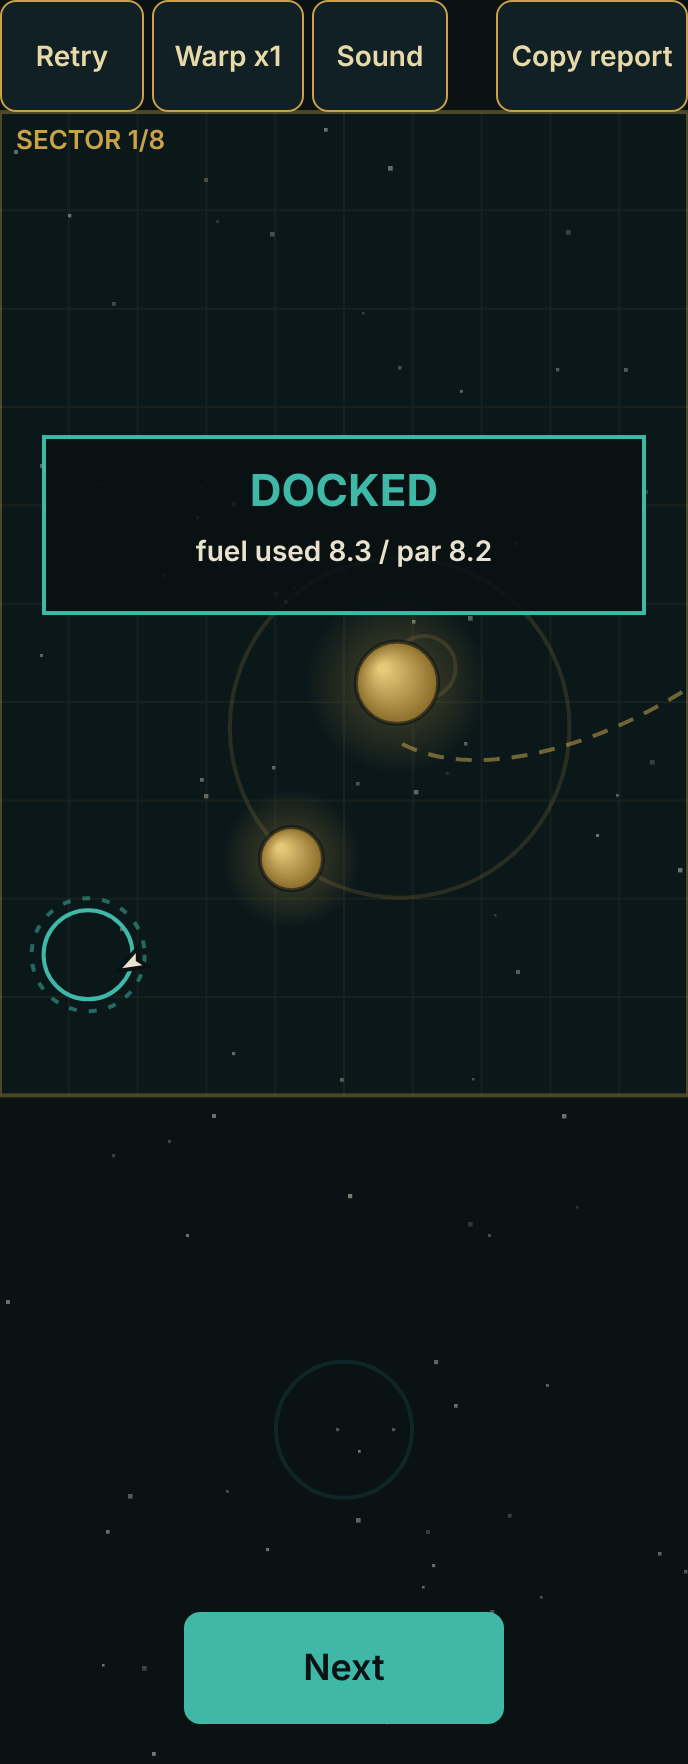 Retry
Warp x1
Sound
Copy report
SECTOR 1/8
DOCKED
fuel used 8.3 / par 8.2
Next